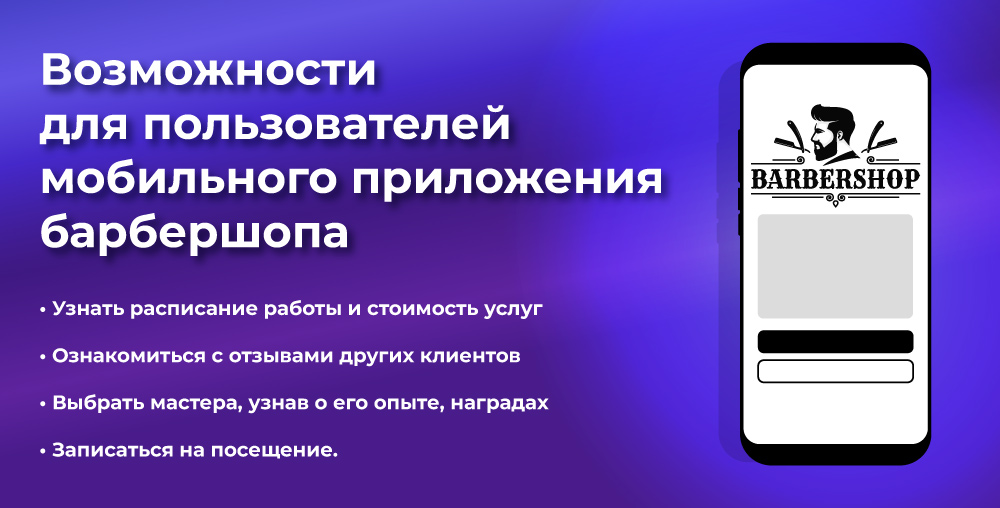 Возможности
для пользователей
мобильного приложения
барбершопа
• Узнать расписание работы и стоимость услуг
• Ознакомиться с отзывами других клиентов
• Выбрать мастера, узнав о его опыте, наградах
• Записаться на посещение.
BARBERSHOP